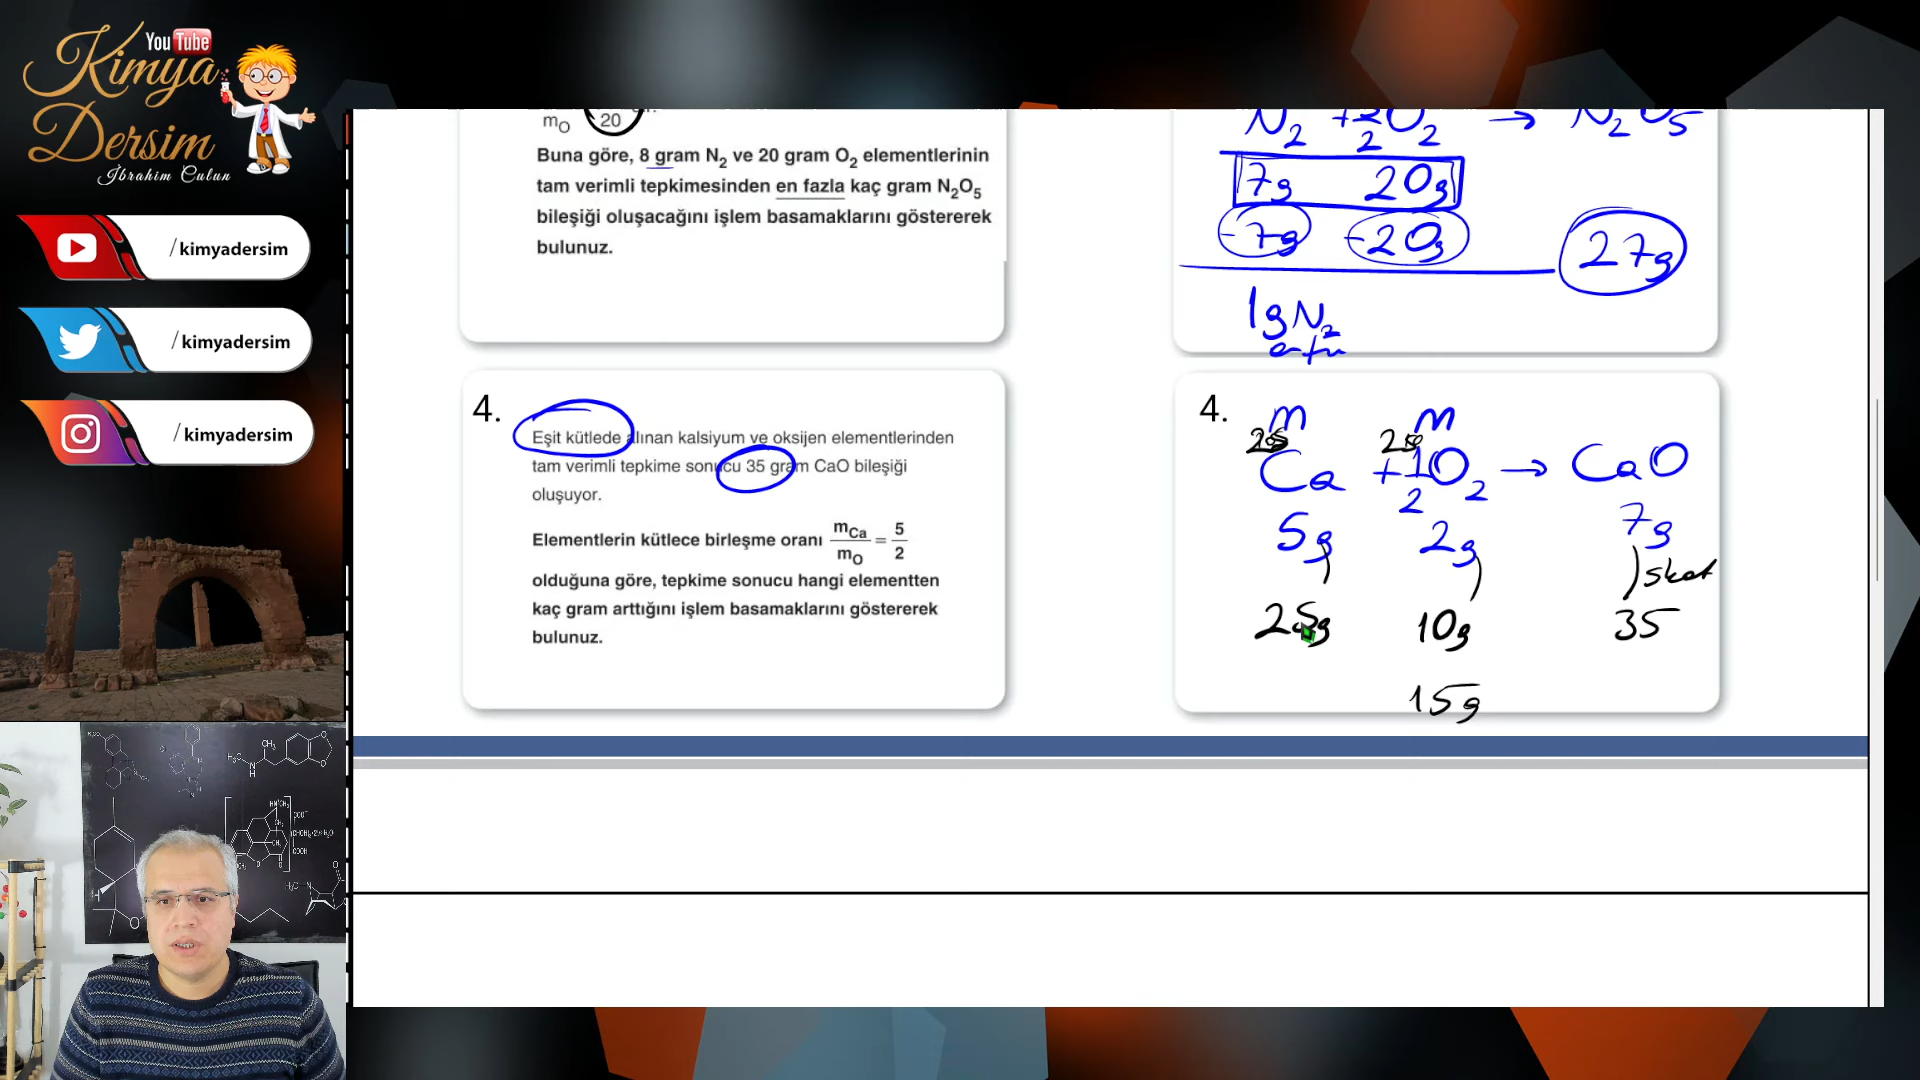 YouTube
Kimya
Dersim
İbrahim Culun
/kimyadersim
/kimyadersim
/kimyadersim
mO 20
Buna göre, 8 gram N2 ve 20 gram O2 elementlerinin
tam verimli tepkimesinden en fazla kaç gram N2O5
bileşiği oluşacağını işlem basamaklarını göstererek
bulunuz.
N2 + 2 O2 → N2O5
7g 20g
-7g -20g 27g
1g N2
4.
Eşit kütlede alınan kalsiyum ve oksijen elementlerinden
tam verimli tepkime sonucu 35 gram CaO bileşiği
oluşuyor.
Elementlerin kütlece birleşme oranı mCa/mO = 5/2
olduğuna göre, tepkime sonucu hangi elementten
kaç gram arttığını işlem basamaklarını göstererek
bulunuz.
4. m m
Ca + 1/2 O2 → CaO
5g 2g 7g
25g 10g 35
15g